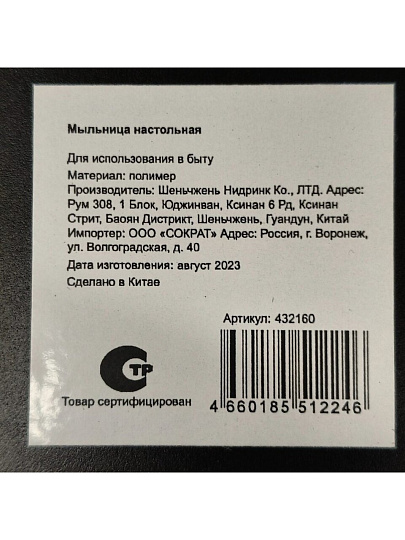 Мыльница настольная
Для использования в быту
Материал: полимер
Производитель: Шеньчжень Нидринк Ко., ЛТД. Адрес:
Рум 308, 1 Блок, Юджинван, Ксинан 6 Рд, Ксинан
Стрит, Баоян Дистрикт, Шеньчжень, Гуандун, Китай
Импортер: ООО «СОКРАТ» Адрес: Россия, г. Воронеж,
ул. Волгоградская, д. 40
Дата изготовления: август 2023
Сделано в Китае
Артикул: 432160
СТР
Товар сертифицирован
4 660185 512246